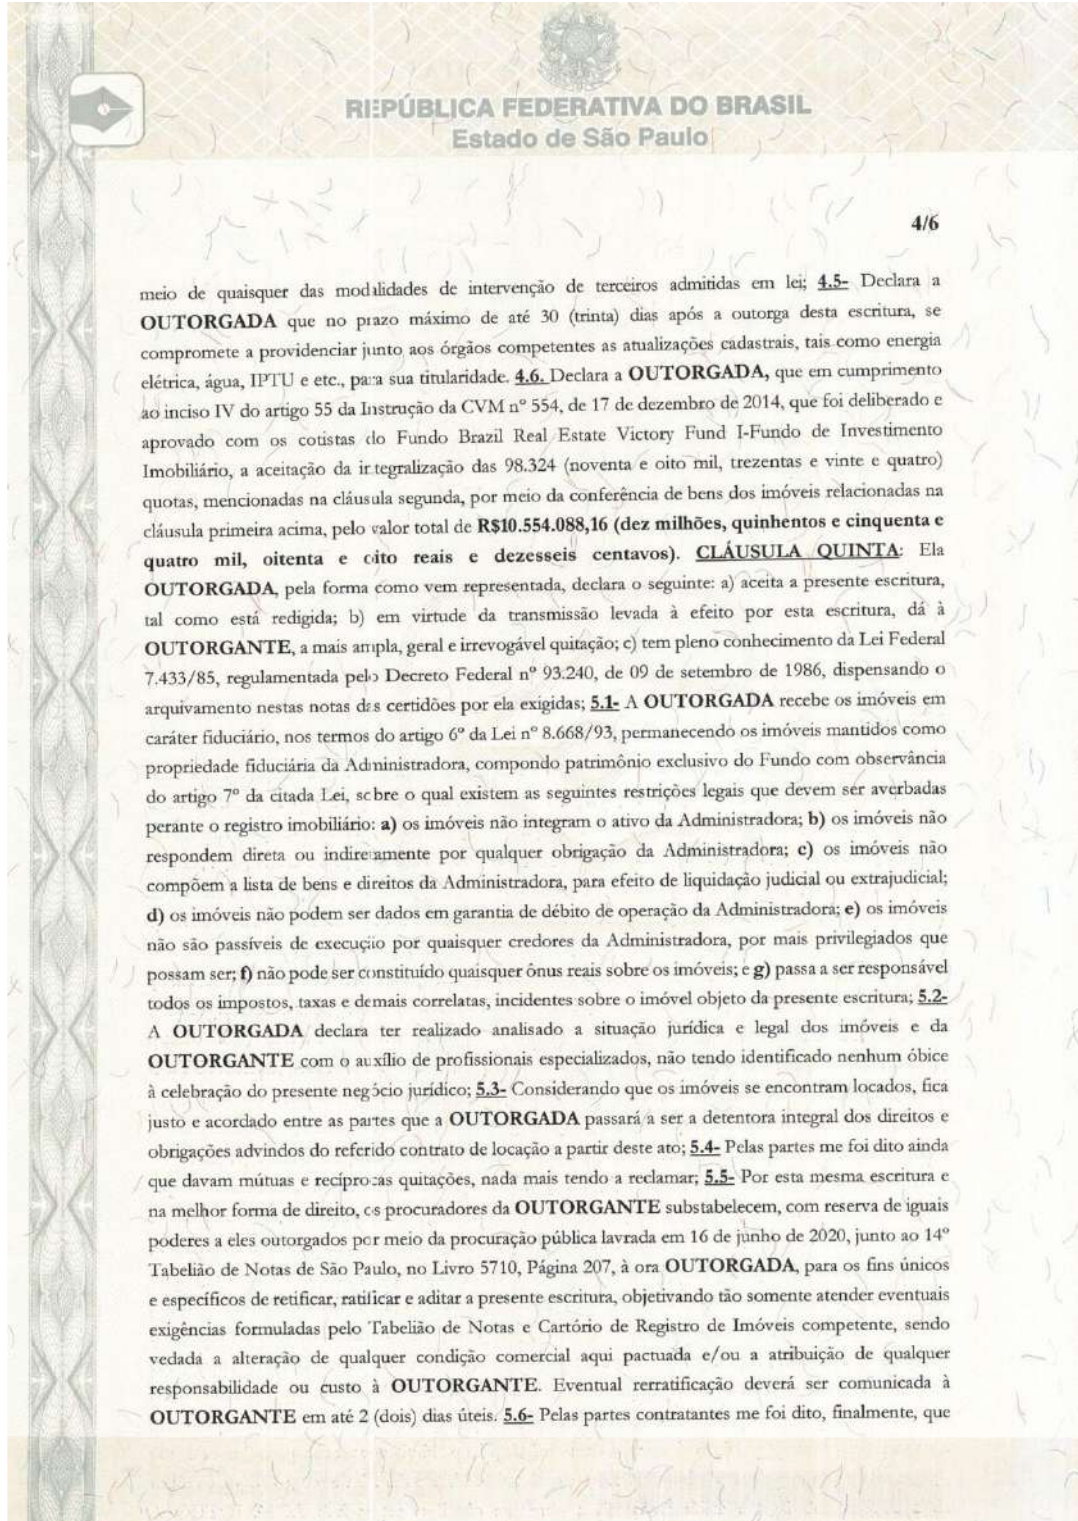 REPÚBLICA FEDERATIVA DO BRASIL
Estado de São Paulo
4/6
meio de quaisquer das modalidades de intervenção de terceiros admitidas em lei; 4.5- Declara a
OUTORGADA que no prazo máximo de até 30 (trinta) dias após a outorga desta escritura, se
compromete a providenciar junto aos órgãos competentes as atualizações cadastrais, tais como energia
elétrica, água, IPTU e etc., para sua titularidade. 4.6. Declara a OUTORGADA, que em cumprimento
ao inciso IV do artigo 55 da Instrução da CVM nº 554, de 17 de dezembro de 2014, que foi deliberado e
aprovado com os cotistas do Fundo Brazil Real Estate Victory Fund I-Fundo de Investimento
Imobiliário, a aceitação da integralização das 98.324 (noventa e oito mil, trezentas e vinte e quatro)
quotas, mencionadas na cláusula segunda, por meio da conferência de bens dos imóveis relacionadas na
cláusula primeira acima, pelo valor total de R$10.554.088,16 (dez milhões, quinhentos e cinquenta e
quatro mil, oitenta e oito reais e dezesseis centavos). CLÁUSULA QUINTA: Ela
OUTORGADA, pela forma como vem representada, declara o seguinte: a) aceita a presente escritura,
tal como está redigida; b) em virtude da transmissão levada à efeito por esta escritura, dá à
OUTORGANTE, a mais ampla, geral e irrevogável quitação; c) tem pleno conhecimento da Lei Federal
7.433/85, regulamentada pelo Decreto Federal nº 93.240, de 09 de setembro de 1986, dispensando o
arquivamento nestas notas das certidões por ela exigidas; 5.1- A OUTORGADA recebe os imóveis em
caráter fiduciário, nos termos do artigo 6º da Lei nº 8.668/93, permanecendo os imóveis mantidos como
propriedade fiduciária da Administradora, compondo patrimônio exclusivo do Fundo com observância
do artigo 7º da citada Lei, sobre o qual existem as seguintes restrições legais que devem ser averbadas
perante o registro imobiliário: a) os imóveis não integram o ativo da Administradora; b) os imóveis não
respondem direta ou indiretamente por qualquer obrigação da Administradora; c) os imóveis não
compõem a lista de bens e direitos da Administradora, para efeito de liquidação judicial ou extrajudicial;
d) os imóveis não podem ser dados em garantia de débito de operação da Administradora; e) os imóveis
não são passíveis de execução por quaisquer credores da Administradora, por mais privilegiados que
possam ser; f) não pode ser constituído quaisquer ônus reais sobre os imóveis; e g) passa a ser responsável
todos os impostos, taxas e demais correlatas, incidentes sobre o imóvel objeto da presente escritura; 5.2-
A OUTORGADA declara ter realizado analisado a situação jurídica e legal dos imóveis e da
OUTORGANTE com o auxílio de profissionais especializados, não tendo identificado nenhum óbice
à celebração do presente negócio jurídico; 5.3- Considerando que os imóveis se encontram locados, fica
justo e acordado entre as partes que a OUTORGADA passará a ser a detentora integral dos direitos e
obrigações advindos do referido contrato de locação a partir deste ato; 5.4- Pelas partes me foi dito ainda
que davam mútuas e recíprocas quitações, nada mais tendo a reclamar; 5.5- Por esta mesma escritura e
na melhor forma de direito, os procuradores da OUTORGANTE substabelecem, com reserva de iguais
poderes a eles outorgados por meio da procuração pública lavrada em 16 de junho de 2020, junto ao 14º
Tabelião de Notas de São Paulo, no Livro 5710, Página 207, à ora OUTORGADA, para os fins únicos
e específicos de retificar, ratificar e aditar a presente escritura, objetivando tão somente atender eventuais
exigências formuladas pelo Tabelião de Notas e Cartório de Registro de Imóveis competente, sendo
vedada a alteração de qualquer condição comercial aqui pactuada e/ou a atribuição de qualquer
responsabilidade ou custo à OUTORGANTE. Eventual rerratificação deverá ser comunicada à
OUTORGANTE em até 2 (dois) dias úteis. 5.6- Pelas partes contratantes me foi dito, finalmente, que